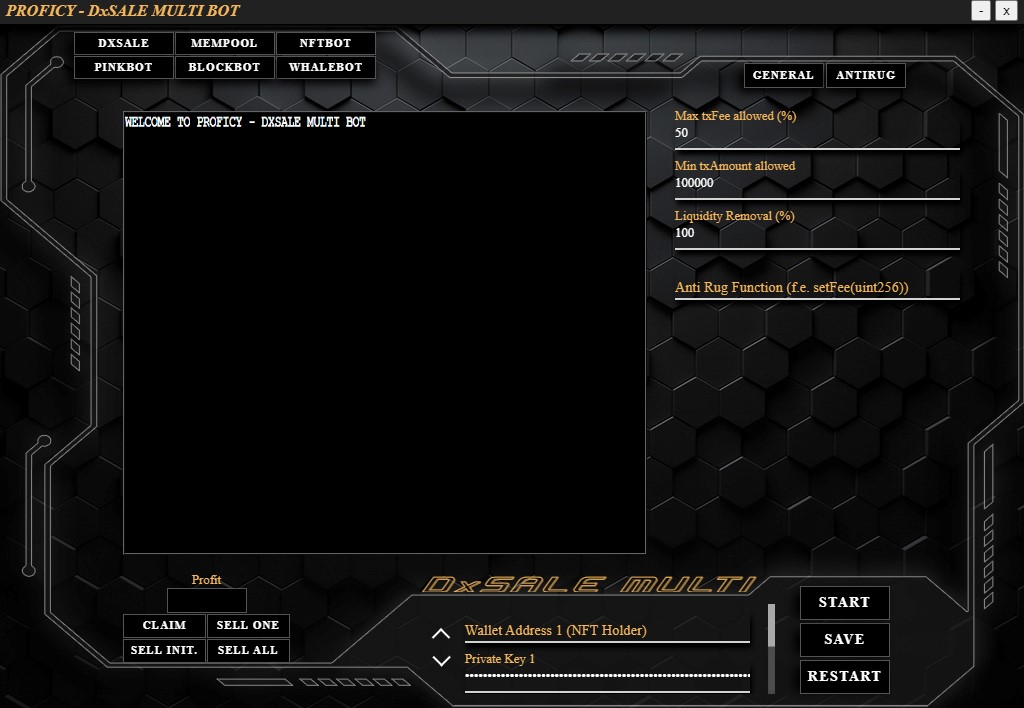 PROFICY - DxSALE MULTI BOT
- x
DXSALE MEMPOOL NFTBOT
PINKBOT BLOCKBOT WHALEBOT
GENERAL ANTIRUG
WELCOME TO PROFICY - DXSALE MULTI BOT
Max txFee allowed (%)
50
Min txAmount allowed
100000
Liquidity Removal (%)
100
Anti Rug Function (f.e. setFee(uint256))
Profit
CLAIM SELL ONE
SELL INIT. SELL ALL
DxSALE MULTI
Wallet Address 1 (NFT Holder)
Private Key 1
START
SAVE
RESTART